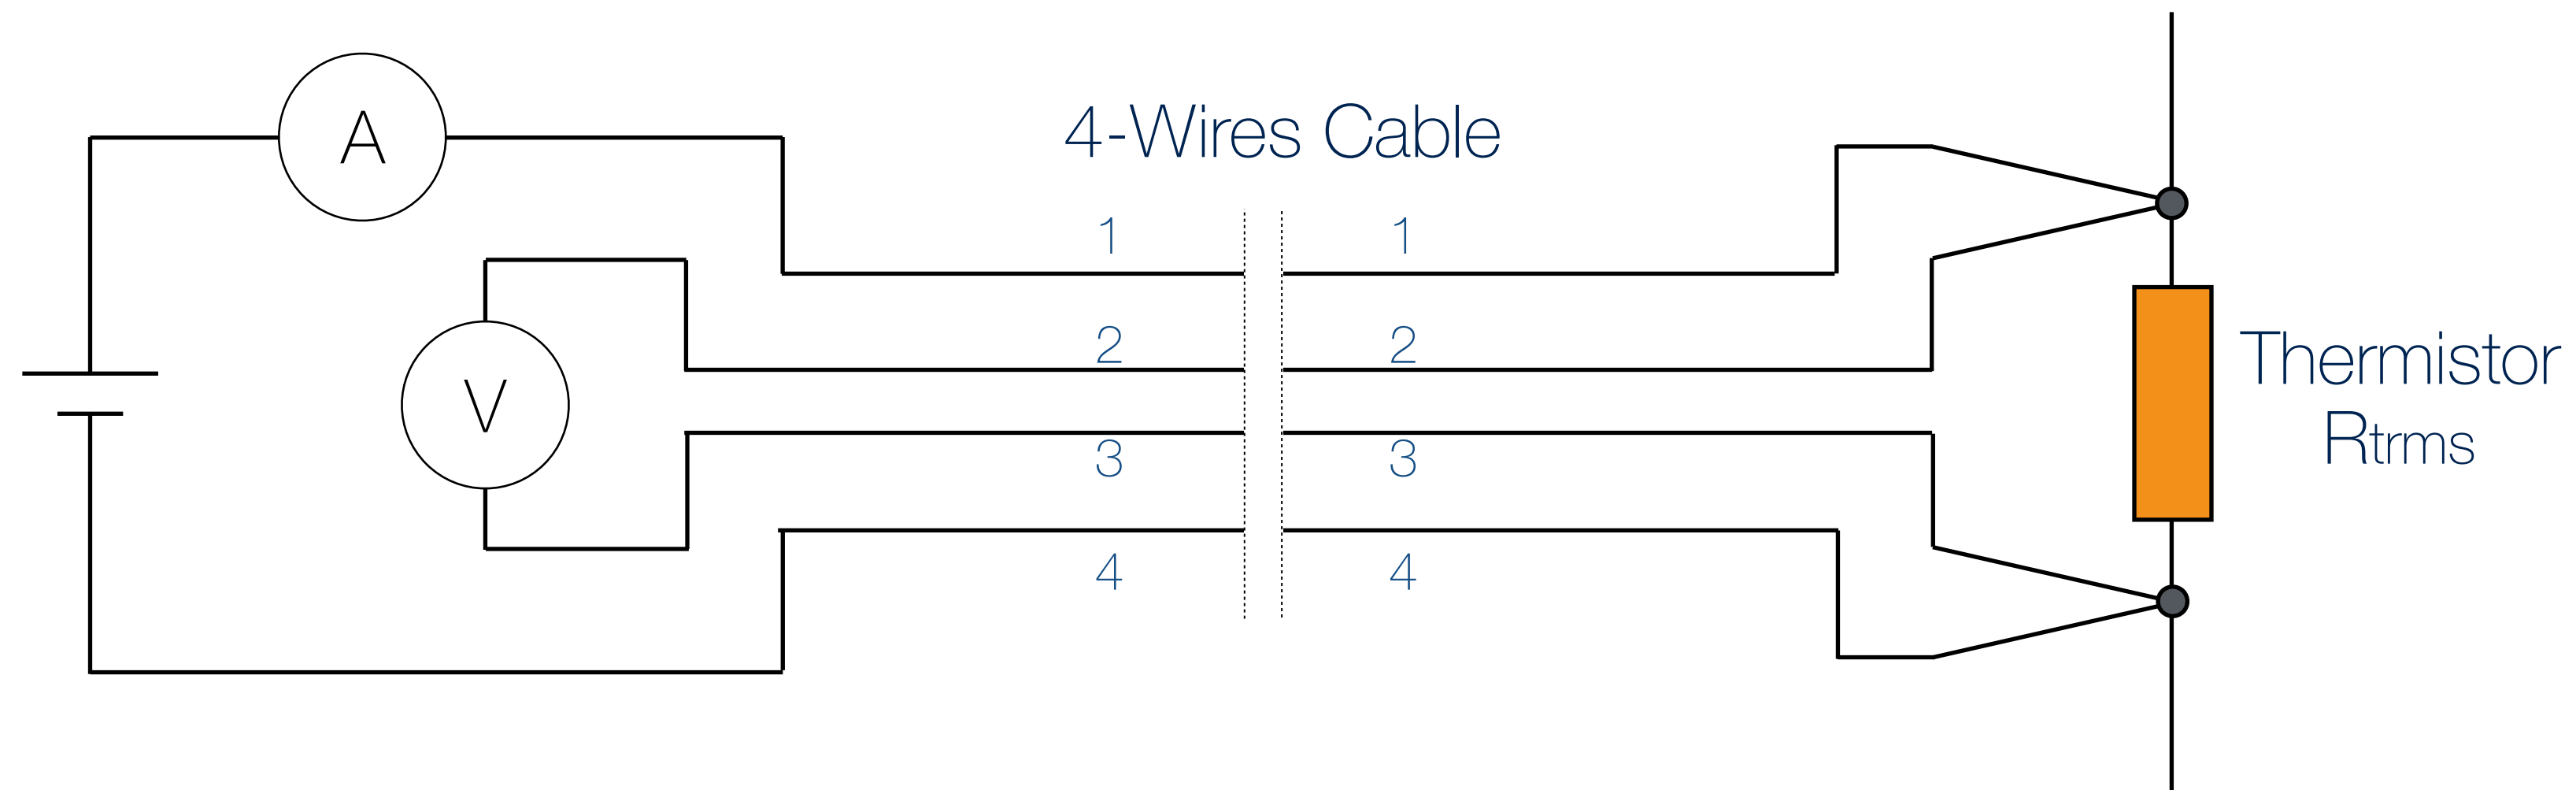 A
4-Wires Cable
1 1
V
2 2
3 3
4 4
Thermistor
Rtrms